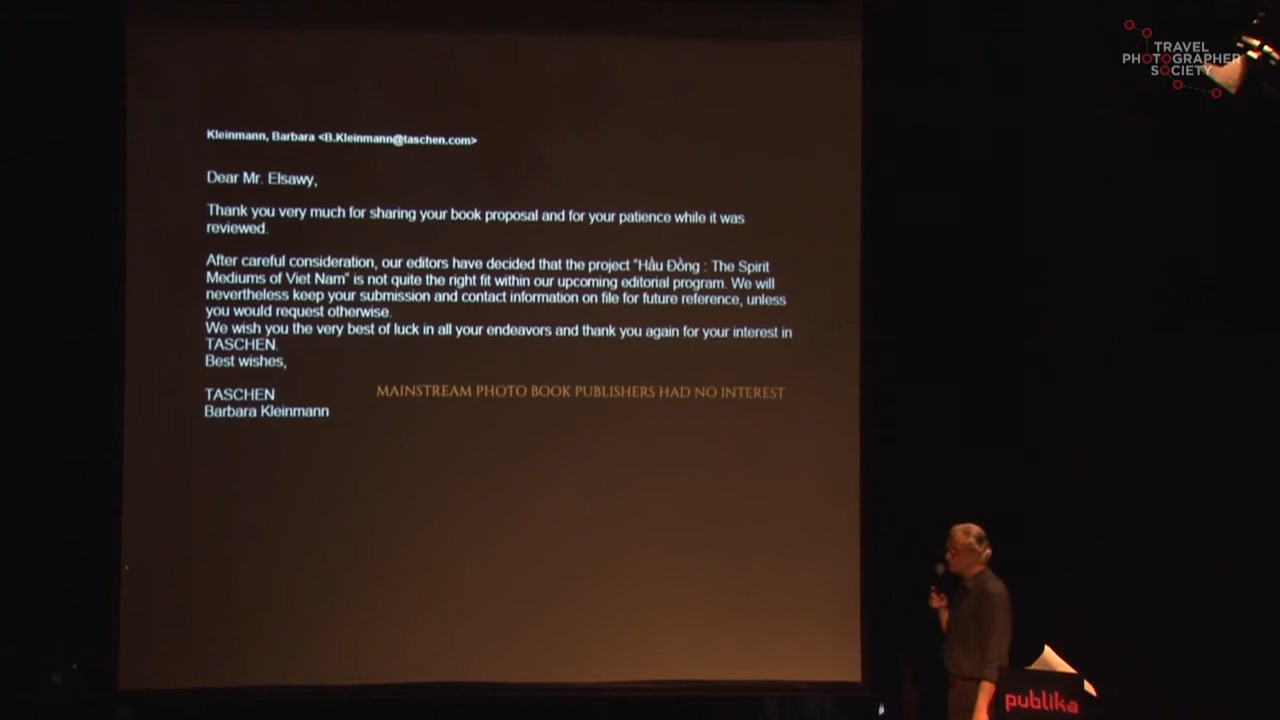 TRAVEL
PHOTOGRAPHER
SOCIETY
Kleinmann, Barbara <B.Kleinmann@taschen.com>
Dear Mr. Elsawy,
Thank you very much for sharing your book proposal and for your patience while it was
reviewed.
After careful consideration, our editors have decided that the project “Hầu Đồng : The Spirit
Mediums of Viet Nam“ is not quite the right fit within our upcoming editorial program. We will
nevertheless keep your submission and contact information on file for future reference, unless
you would request otherwise.
We wish you the very best of luck in all your endeavors and thank you again for your interest in
TASCHEN.
Best wishes,
TASCHEN
MAINSTREAM PHOTO BOOK PUBLISHERS HAD NO INTEREST
Barbara Kleinmann
publika